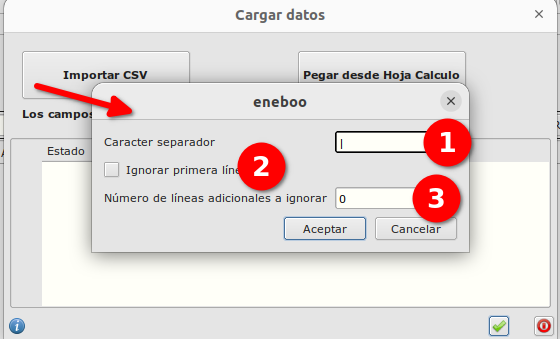 Cargar datos
Importar CSV
Pegar desde Hoja Calculo
Los campos
eneboo
Caracter separador
|
1
Ignorar primera líne
2
Número de líneas adicionales a ignorar
0
3
Aceptar
Cancelar
Estado